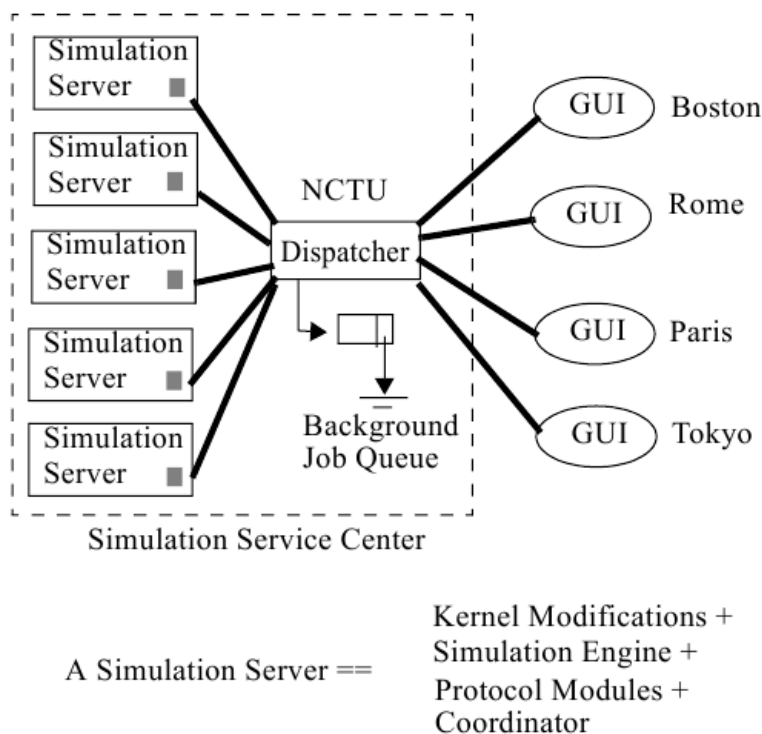 Simulation
Server
Simulation
Server
Simulation
Server
Simulation
Server
Simulation
Server
NCTU
Dispatcher
Background
Job Queue
GUI Boston
GUI Rome
GUI Paris
GUI Tokyo
Simulation Service Center
A Simulation Server ==
Kernel Modifications +
Simulation Engine +
Protocol Modules +
Coordinator